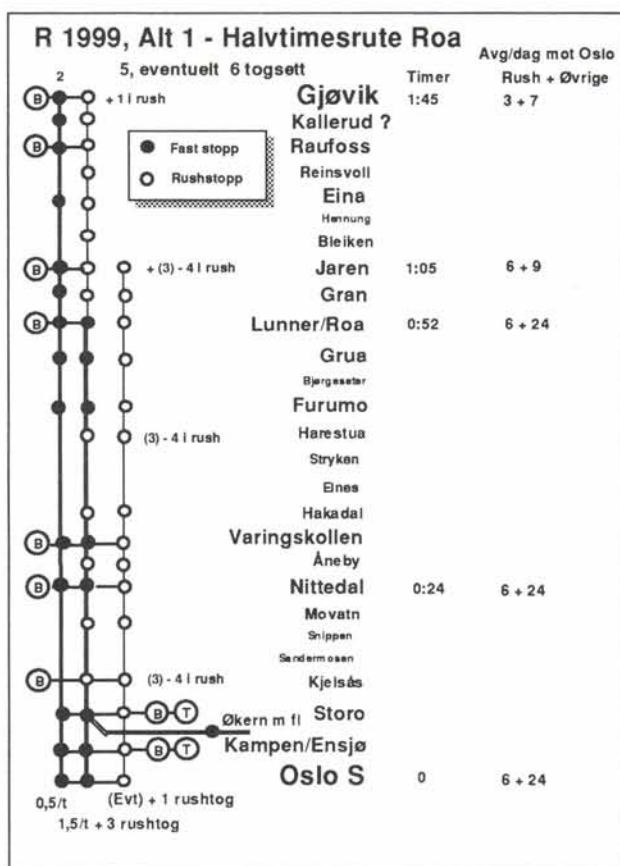 R 1999, Alt 1 - Halvtimesrute Roa
Avg/dag mot Oslo
5, eventuelt 6 togsett
Timer
Rush + Øvrige
2
B + 1 i rush Gjøvik 1:45 3 + 7
Kallerud ?
B Raufoss
Fast stopp
Rushstopp
Reinsvoll
Eina
Hennung
Bleiken
B + (3) - 4 i rush Jaren 1:05 6 + 9
Gran
B Lunner/Roa 0:52 6 + 24
Grua
Bjørgeseter
Furumo
(3) - 4 i rush Harestua
Stryken
Elnes
Hakadal
B Varingskollen
Åneby
B Nittedal 0:24 6 + 24
Movatn
Snippen
Sandermosen
B (3) - 4 i rush Kjelsås
B T Storo
Økern m fl
B T Kampen/Ensjø
Oslo S 0 6 + 24
0,5/t (Evt) + 1 rushtog
1,5/t + 3 rushtog